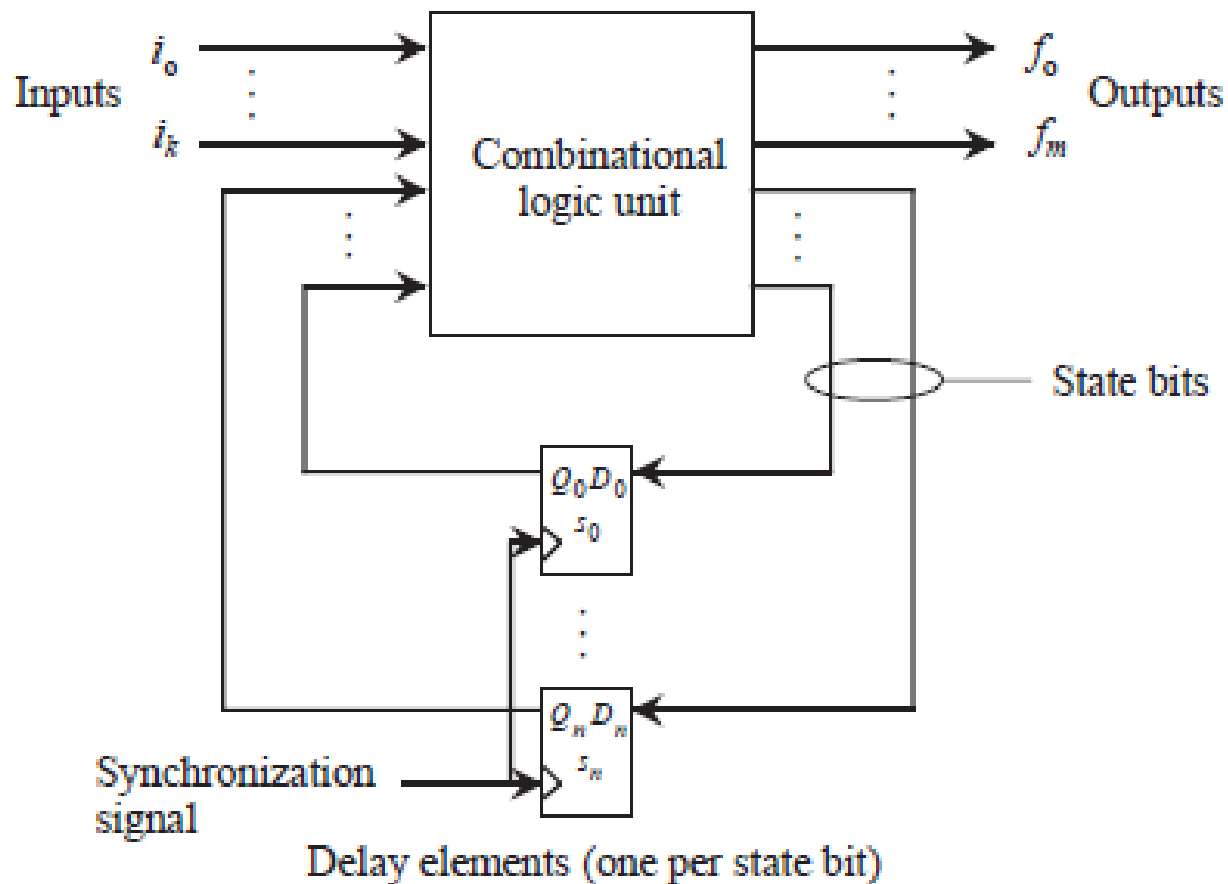 i₀
f₀
Inputs
Outputs
iₖ
fₘ
Combinational
logic unit
State bits
Q₀ D₀
s₀
Qₙ Dₙ
sₙ
Synchronization
signal
Delay elements (one per state bit)